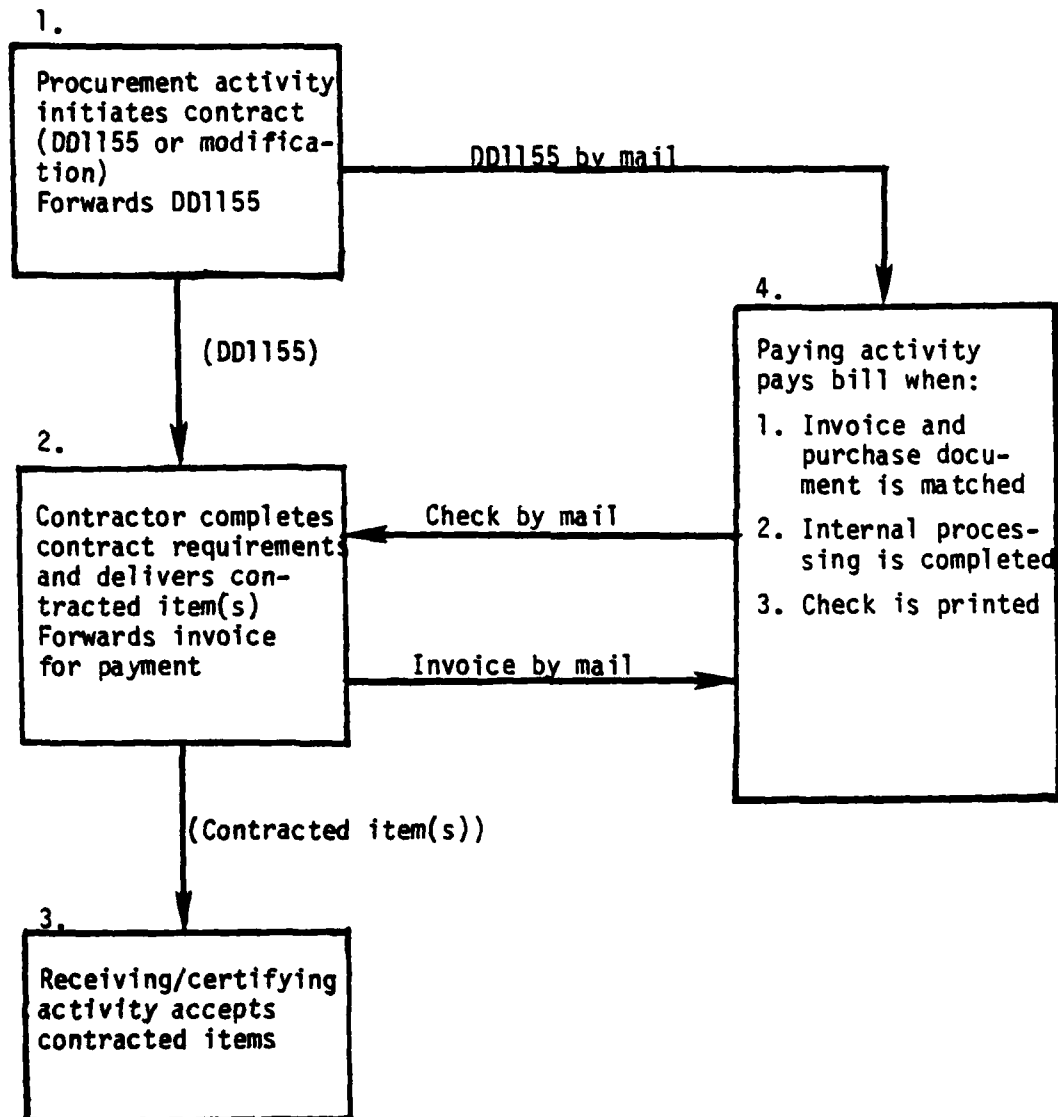 1.
Procurement activity
initiates contract
(DD1155 or modifica-
tion)
Forwards DD1155
DD1155 by mail
(DD1155)
2.
Contractor completes
contract requirements
and delivers con-
tracted item(s)
Forwards invoice
for payment
Check by mail
Invoice by mail
4.
Paying activity
pays bill when:
1. Invoice and
purchase docu-
ment is matched
2. Internal proces-
sing is completed
3. Check is printed
(Contracted item(s))
3.
Receiving/certifying
activity accepts
contracted items